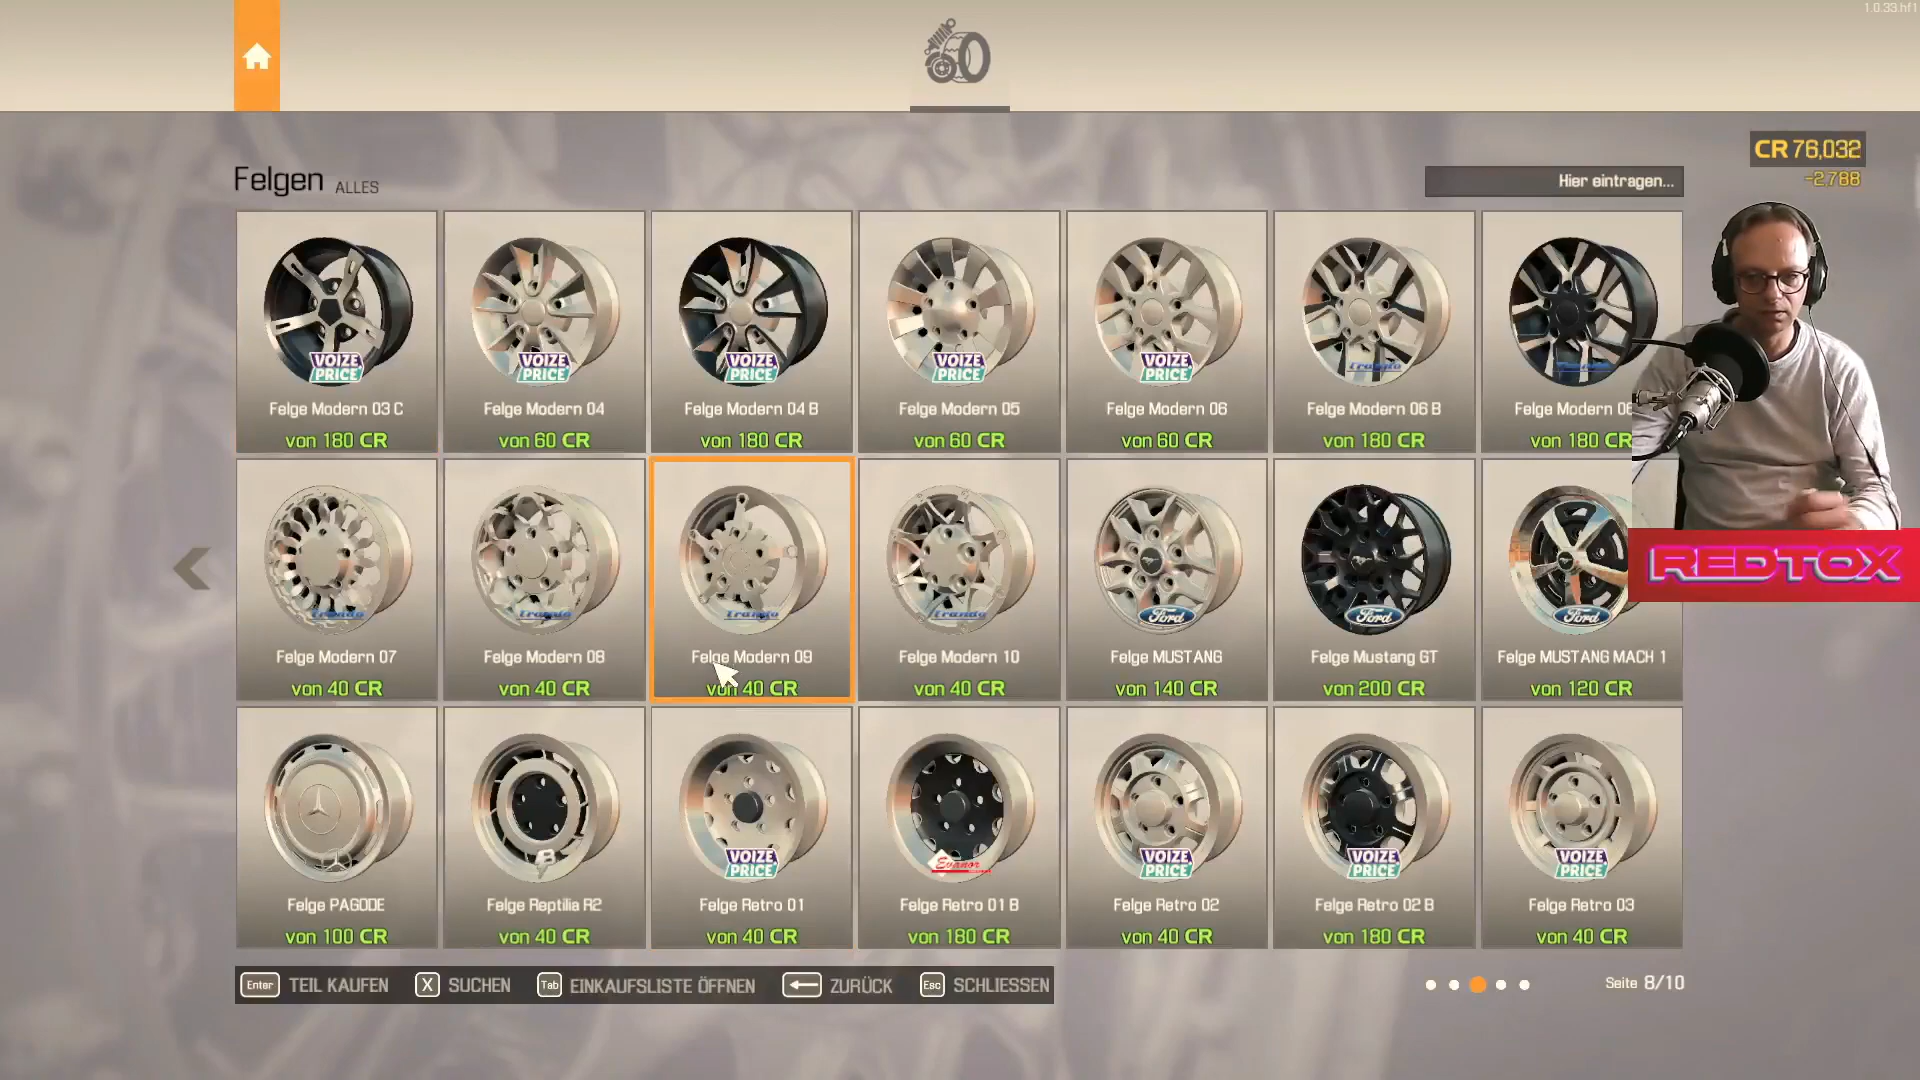 1.0.33.hf1
CR 76,032
-2.788
Felgen ALLES
Hier eintragen...
VOIZE PRICE
VOIZE PRICE
VOIZE PRICE
VOIZE PRICE
VOIZE PRICE
Felge Modern 03 C
Felge Modern 04
Felge Modern 04 B
Felge Modern 05
Felge Modern 06
Felge Modern 06 B
Felge Modern
von 180 CR
von 60 CR
von 180 CR
von 60 CR
von 60 CR
von 180 CR
von 180 CR
Ford
Ford
Ford
REDTOX
Felge Modern 07
Felge Modern 08
Felge Modern 09
Felge Modern 10
Felge MUSTANG
Felge Mustang GT
Felge MUSTANG MACH 1
von 40 CR
von 40 CR
von 40 CR
von 40 CR
von 140 CR
von 200 CR
von 120 CR
VOIZE PRICE
Evanor
VOIZE PRICE
VOIZE PRICE
VOIZE PRICE
Felge PAGODE
Felge Reptilia R2
Felge Retro 01
Felge Retro 01 B
Felge Retro 02
Felge Retro 02 B
Felge Retro 03
von 100 CR
von 40 CR
von 40 CR
von 180 CR
von 40 CR
von 180 CR
von 40 CR
Enter TEIL KAUFEN X SUCHEN Tab EINKAUFSLISTE ÖFFNEN ZURÜCK Esc SCHLIESSEN
Seite 8/10